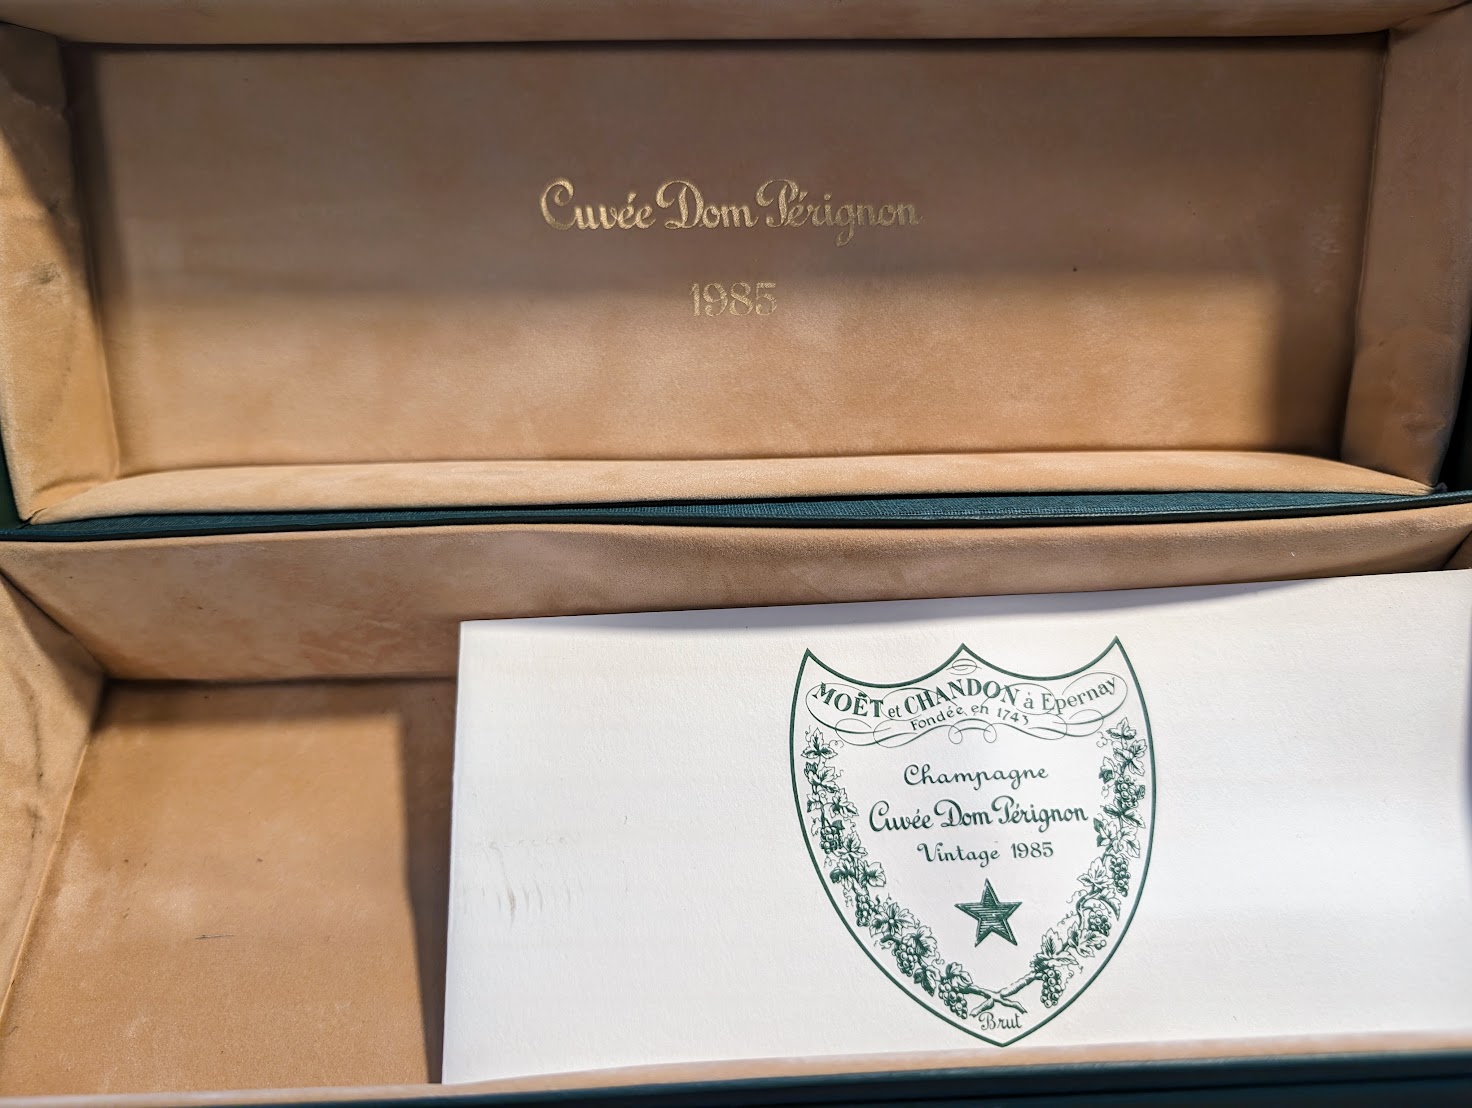 Cuvée Dom Pérignon
1985
MOËT et CHANDON à Epernay
Fondée en 1743
Champagne
Cuvée Dom Pérignon
Vintage 1985
Brut